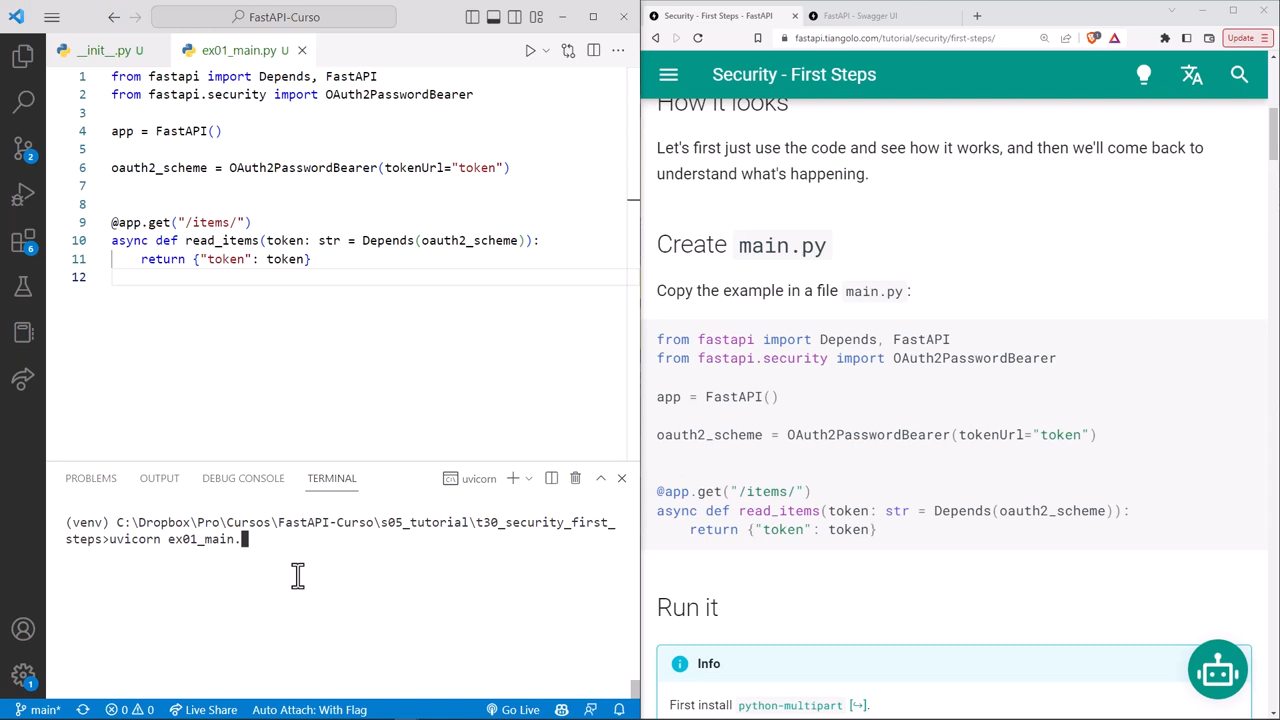 FastAPI-Curso
__init__.py U
ex01_main.py U
1 from fastapi import Depends, FastAPI
2 from fastapi.security import OAuth2PasswordBearer
3
4 app = FastAPI()
5
6 oauth2_scheme = OAuth2PasswordBearer(tokenUrl="token")
7
8
9 @app.get("/items/")
10 async def read_items(token: str = Depends(oauth2_scheme)):
11 return {"token": token}
12
2
6
1
PROBLEMS OUTPUT DEBUG CONSOLE TERMINAL uvicorn
(venv) C:\Dropbox\Pro\Cursos\FastAPI-Curso\s05_tutorial\t30_security_first_
steps>uvicorn ex01_main.
main* 0 0 Live Share Auto Attach: With Flag Go Live
Security - First Steps - FastAPI
FastAPI - Swagger UI
fastapi.tiangolo.com/tutorial/security/first-steps/
Update
Security - First Steps
How it looks
Let's first just use the code and see how it works, and then we'll come back to
understand what's happening.
Create main.py
Copy the example in a file main.py :
from fastapi import Depends, FastAPI
from fastapi.security import OAuth2PasswordBearer
app = FastAPI()
oauth2_scheme = OAuth2PasswordBearer(tokenUrl="token")
@app.get("/items/")
async def read_items(token: str = Depends(oauth2_scheme)):
return {"token": token}
Run it
Info
First install python-multipart [↪].